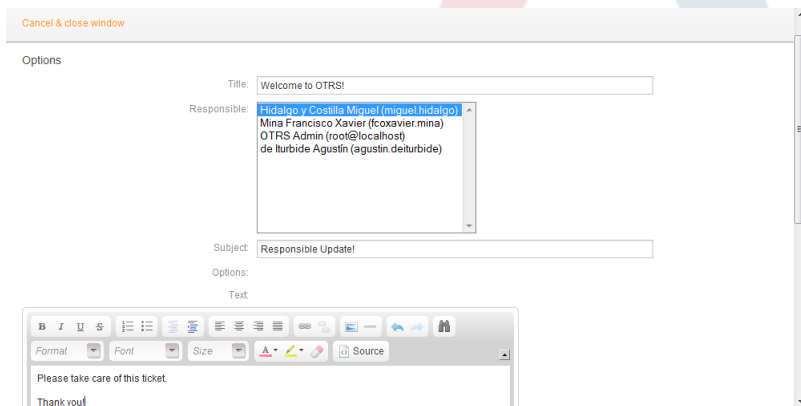 Cancel & close window
Options
Title: Welcome to OTRS!
Responsible: Hidalgo y Costilla Miguel (miguel.hidalgo)
Mina Francisco Xavier (fcoxavier.mina)
OTRS Admin (root@localhost)
de Iturbide Agustín (agustin.deiturbide)
Subject: Responsible Update!
Options:
Text:
B I U S
Format Font Size A Source
Please take care of this ticket.
Thank you!